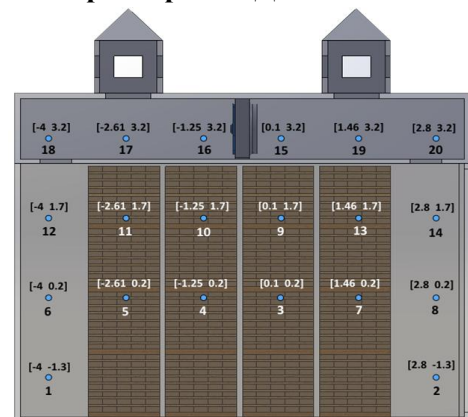 [-4 3.2] [-2.61 3.2] [-1.25 3.2] [0.1 3.2] [1.46 3.2] [2.8 3.2]
18 17 16 15 19 20
[-4 1.7] [-2.61 1.7] [-1.25 1.7] [0.1 1.7] [1.46 1.7] [2.8 1.7]
12 11 10 9 13 14
[-4 0.2] [-2.61 0.2] [-1.25 0.2] [0.1 0.2] [1.46 0.2] [2.8 0.2]
6 5 4 3 7 8
[-4 -1.3] [2.8 -1.3]
1 2